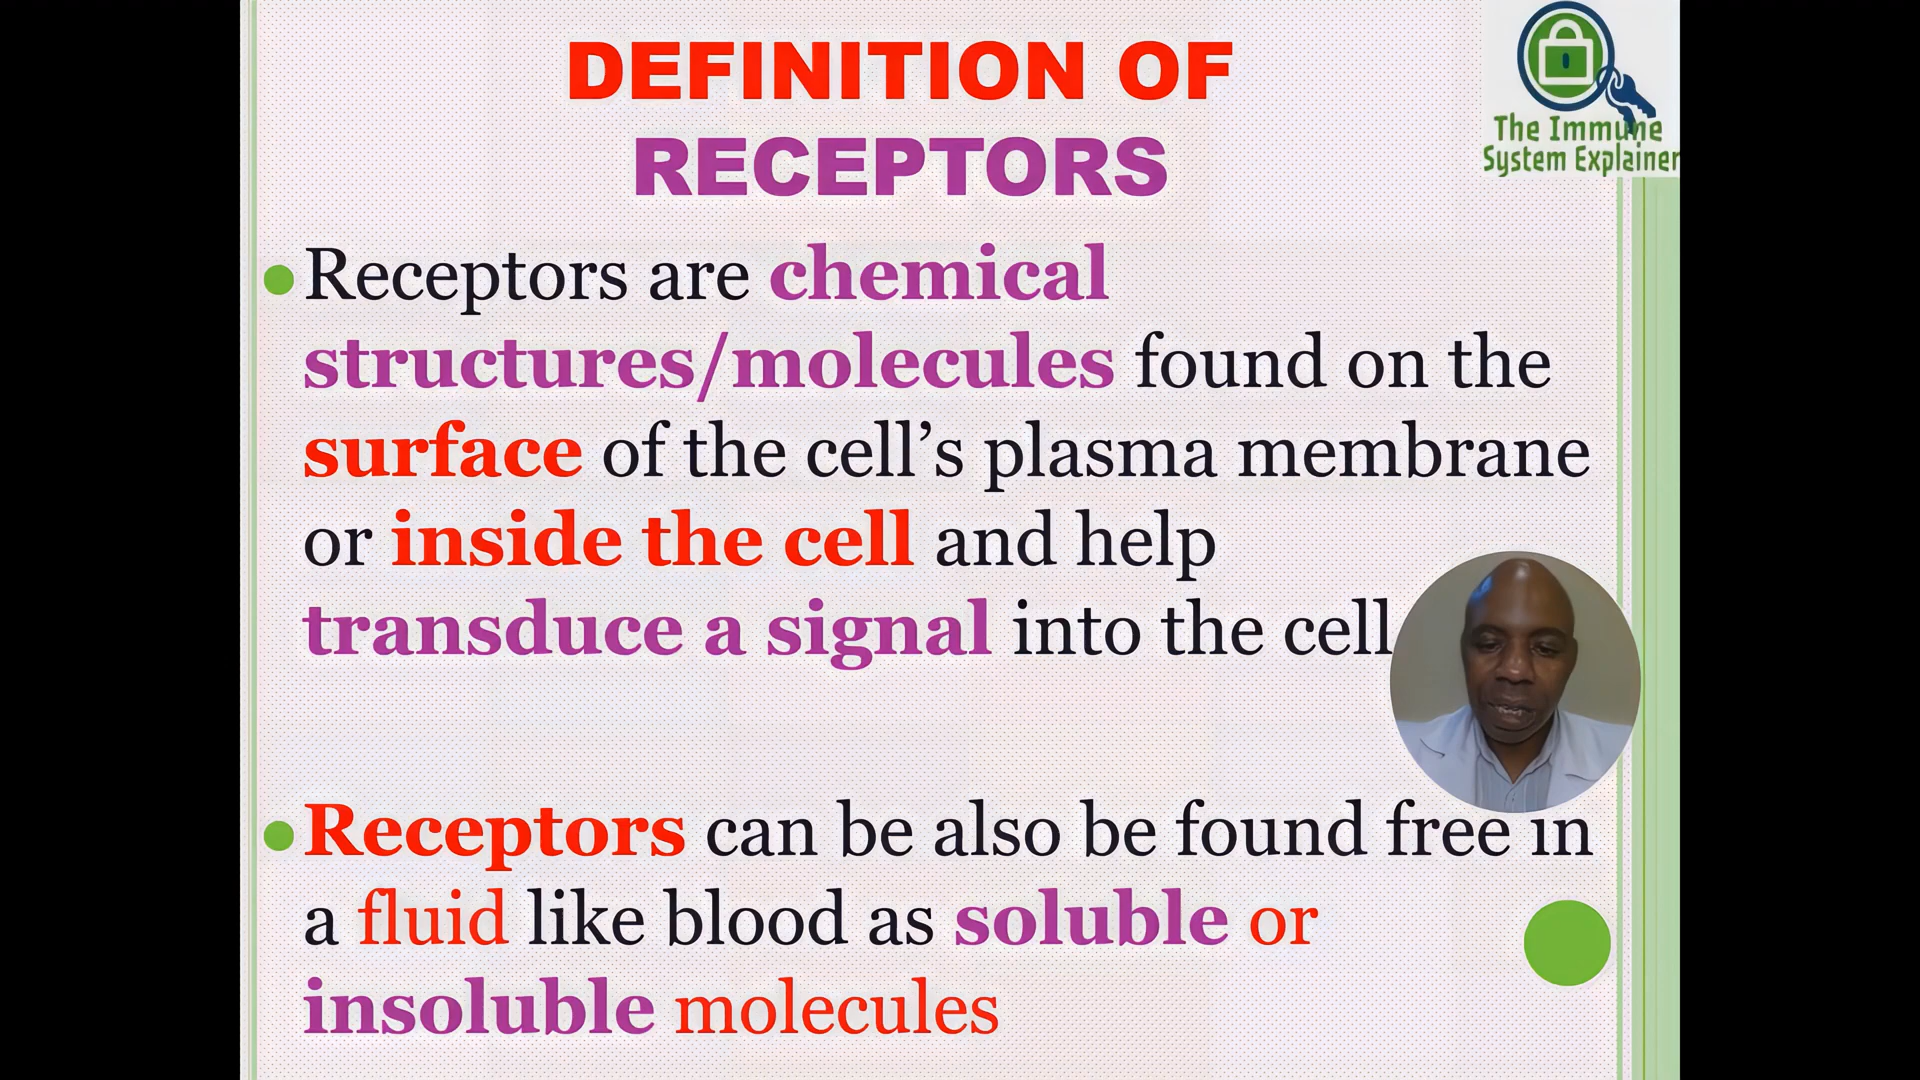 DEFINITION OF
RECEPTORS
The Immune
System Explainer
Receptors are chemical
structures/molecules found on the
surface of the cell’s plasma membrane
or inside the cell and help
transduce a signal into the cell
Receptors can be also be found free in
a fluid like blood as soluble or
insoluble molecules